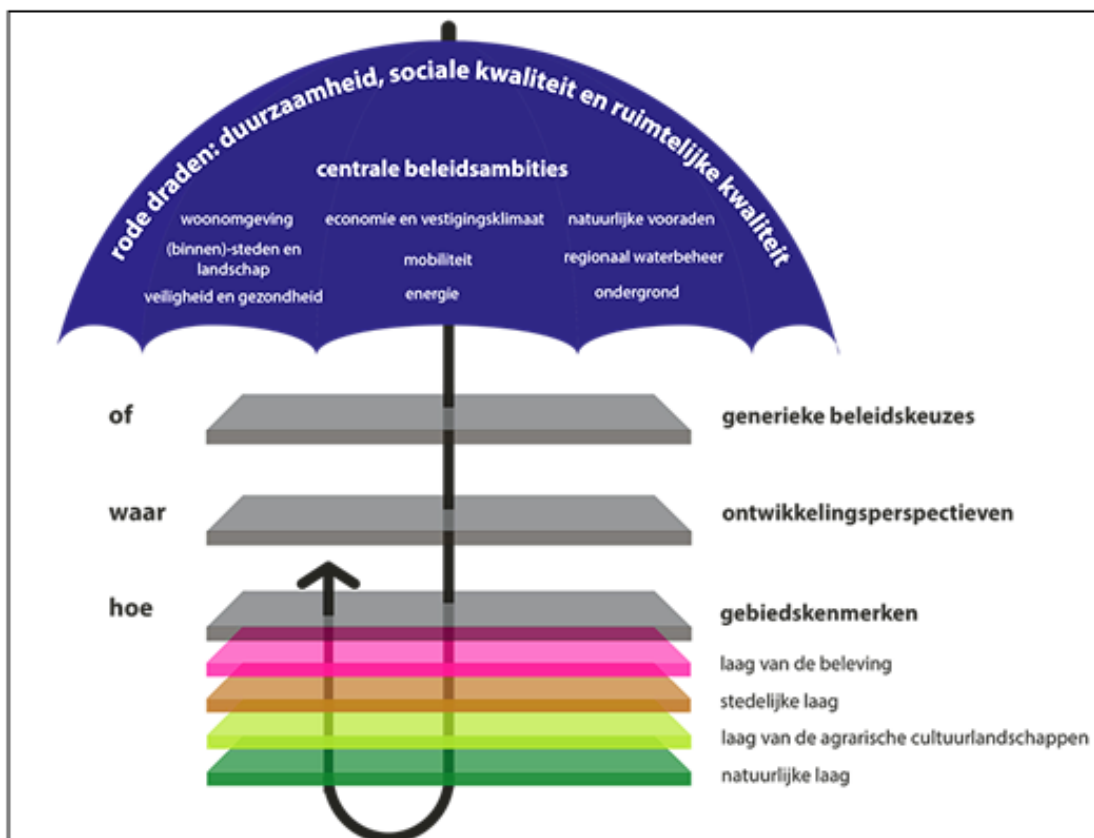 rode draden: duurzaamheid, sociale kwaliteit en ruimtelijke kwaliteit
centrale beleidsambities
woonomgeving
economie en vestigingsklimaat
natuurlijke vooraden
(binnen)-steden en
landschap
mobiliteit
regionaal waterbeheer
veiligheid en gezondheid
energie
ondergrond
of
generieke beleidskeuzes
waar
ontwikkelingsperspectieven
hoe
gebiedskenmerken
laag van de beleving
stedelijke laag
laag van de agrarische cultuurlandschappen
natuurlijke laag